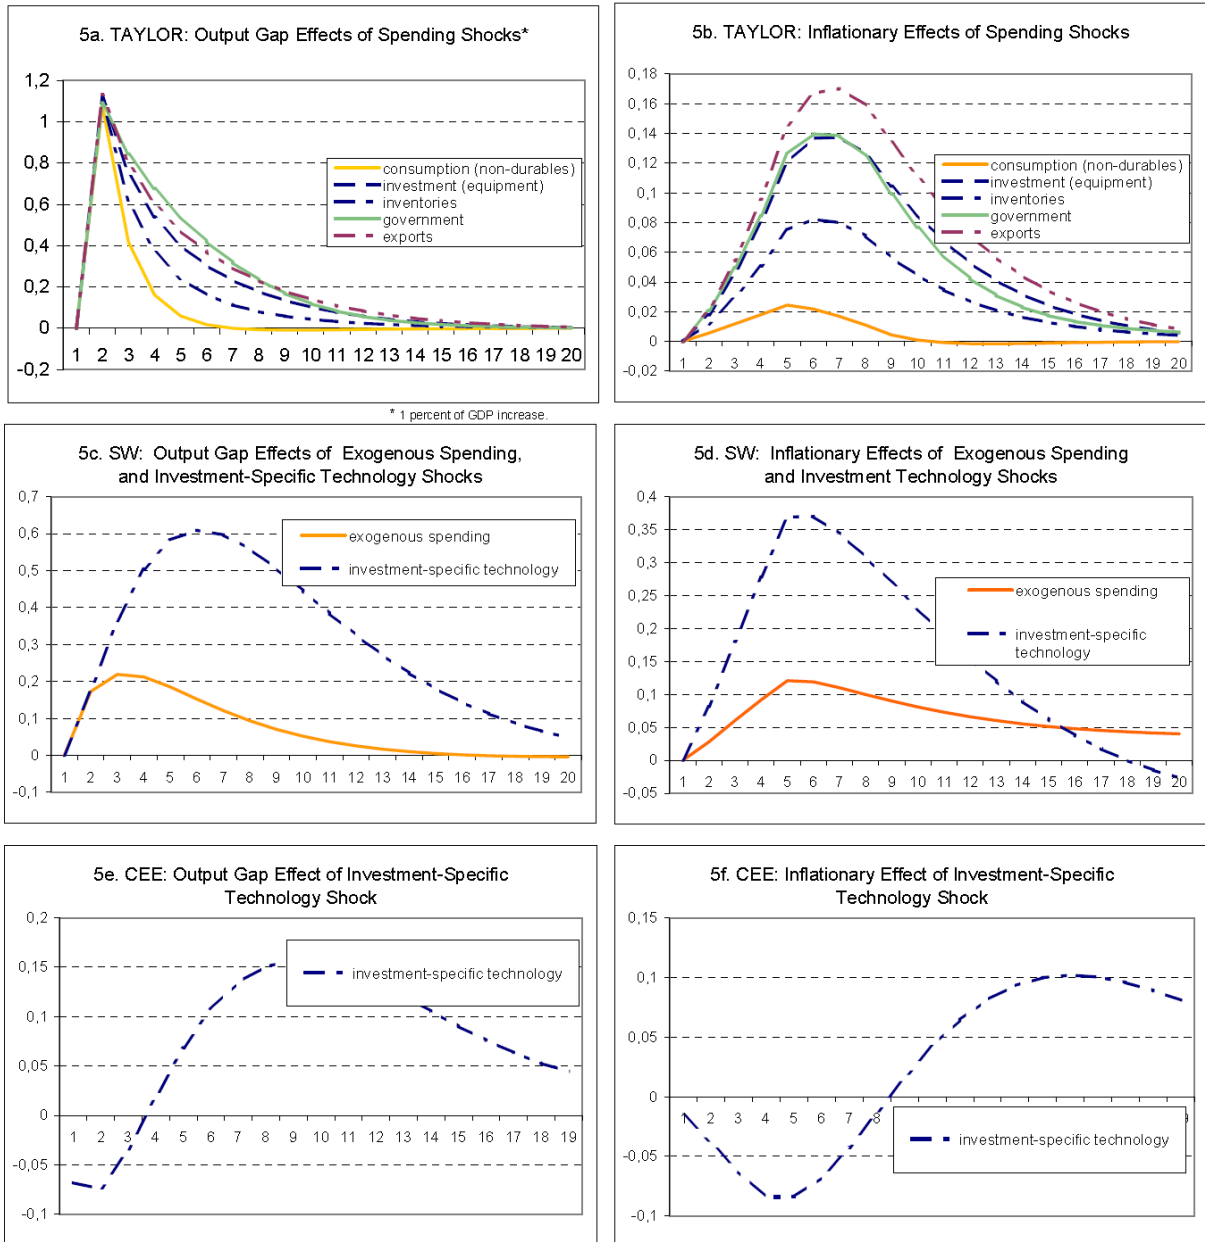 5a. TAYLOR: Output Gap Effects of Spending Shocks*
1,2
1
0,8
0,6
0,4
0,2
0
-0,2
consumption (non-durables)
investment (equipment)
inventories
government
exports
1 2 3 4 5 6 7 8 9 10 11 12 13 14 15 16 17 18 19 20
* 1 percent of GDP increase.
5b. TAYLOR: Inflationary Effects of Spending Shocks
0,18
0,16
0,14
0,12
0,1
0,08
0,06
0,04
0,02
0
-0,02
consumption (non-durables)
investment (equipment)
inventories
government
exports
1 2 3 4 5 6 7 8 9 10 11 12 13 14 15 16 17 18 19 20
5c. SW: Output Gap Effects of Exogenous Spending,
and Investment-Specific Technology Shocks
0,7
0,6
0,5
0,4
0,3
0,2
0,1
0
-0,1
exogenous spending
investment-specific technology
1 2 3 4 5 6 7 8 9 10 11 12 13 14 15 16 17 18 19 20
5d. SW: Inflationary Effects of Exogenous Spending
and Investment Technology Shocks
0,4
0,35
0,3
0,25
0,2
0,15
0,1
0,05
0
-0,05
exogenous spending
investment-specific
technology
1 2 3 4 5 6 7 8 9 10 11 12 13 14 15 16 17 18 19 20
5e. CEE: Output Gap Effect of Investment-Specific
Technology Shock
0,2
0,15
0,1
0,05
0
-0,05
-0,1
investment-specific technology
1 2 3 4 5 6 7 8 9 10 11 12 13 14 15 16 17 18 19
5f. CEE: Inflationary Effect of Investment-Specific
Technology Shock
0,15
0,1
0,05
0
-0,05
-0,1
2 3 4 5 6 7 8
investment-specific technology